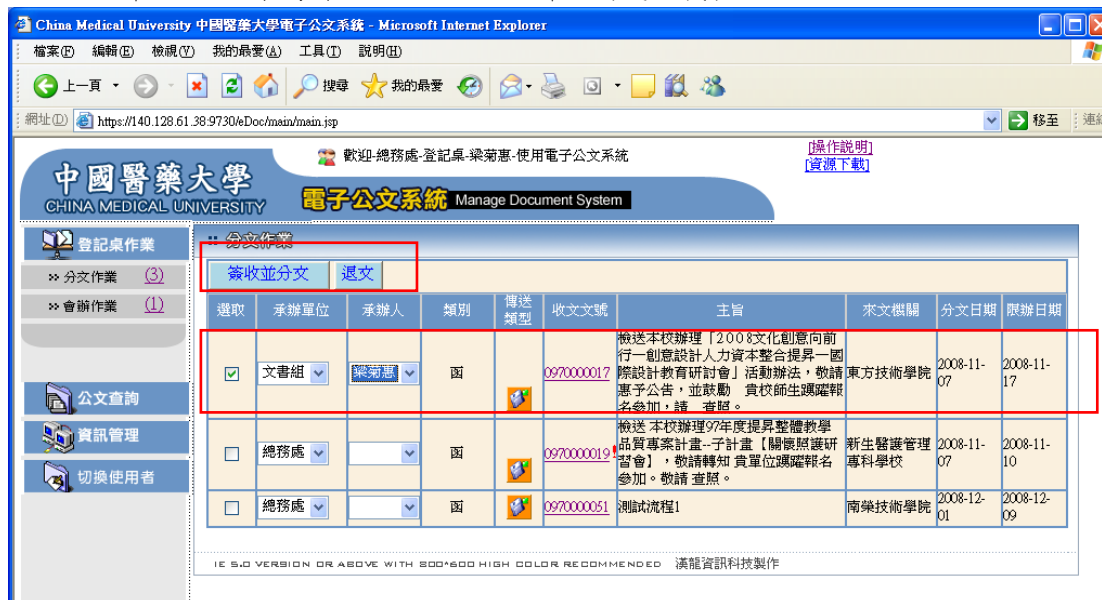 China Medical University 中國醫藥大學電子公文系統 - Microsoft Internet Explorer
檔案(F) 編輯(E) 檢視(V) 我的最愛(A) 工具(T) 說明(H)
上一頁 搜尋 我的最愛
網址(D) https://140.128.61.38:9730/eDoc/main/main.jsp 移至 連結
歡迎-總務處-登記桌-梁菊惠-使用電子公文系統 [操作說明]
[資源下載]
中國醫藥大學
CHINA MEDICAL UNIVERSITY
電子公文系統 Manage Document System
登記桌作業
分文作業 (3)
會辦作業 (1)
公文查詢
資訊管理
切換使用者
分文作業
簽收並分文 退文
選取 承辦單位 承辦人 類別 傳送類型 收文文號 主旨 來文機關 分文日期 限辦日期
文書組 梁菊惠 函 0970000017
檢送本校辦理「2008文化創意向前
行－創意設計人力資本整合提昇－國
際設計教育研討會」活動辦法，敬請
惠予公告，並鼓勵 貴校師生踴躍報
名參加，請 查照。
東方技術學院 2008-11-07 2008-11-17
總務處 函 0970000019 !
檢送 本校辦理97年度提昇整體教學
品質專案計畫--子計畫【關懷照護研
習會】，敬請轉知 貴單位踴躍報名
參加。敬請 查照。
新生醫護管理專科學校 2008-11-07 2008-11-10
總務處 函 0970000051 測試流程1 南榮技術學院 2008-12-01 2008-12-09
IE 5.0 VERSION OR ABOVE WITH 800*600 HIGH COLOR RECOMMENDED 漢龍資訊科技製作